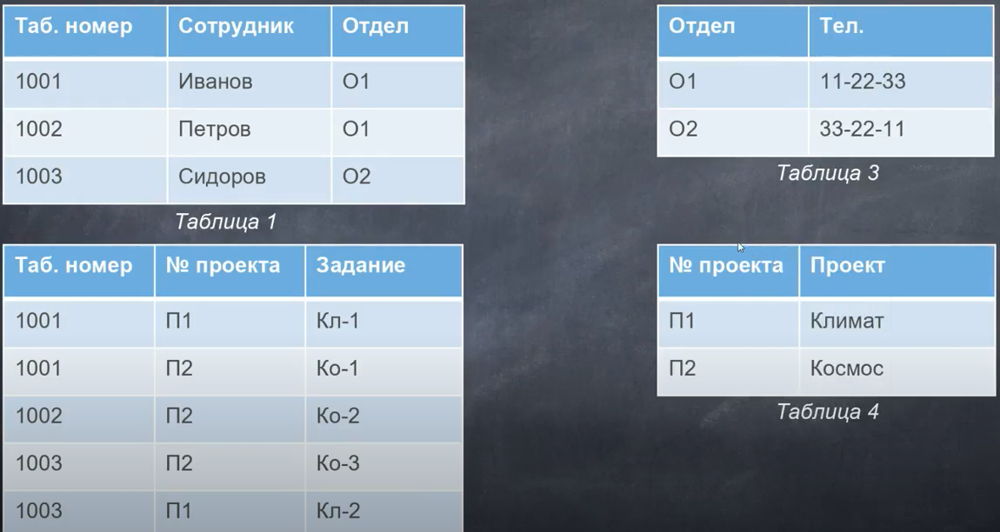 Таб. номер Сотрудник Отдел
1001 Иванов О1
1002 Петров О1
1003 Сидоров О2
Таблица 1
Отдел Тел.
О1 11-22-33
О2 33-22-11
Таблица 3
Таб. номер № проекта Задание
1001 П1 Кл-1
1001 П2 Ко-1
1002 П2 Ко-2
1003 П2 Ко-3
1003 П1 Кл-2
№ проекта Проект
П1 Климат
П2 Космос
Таблица 4